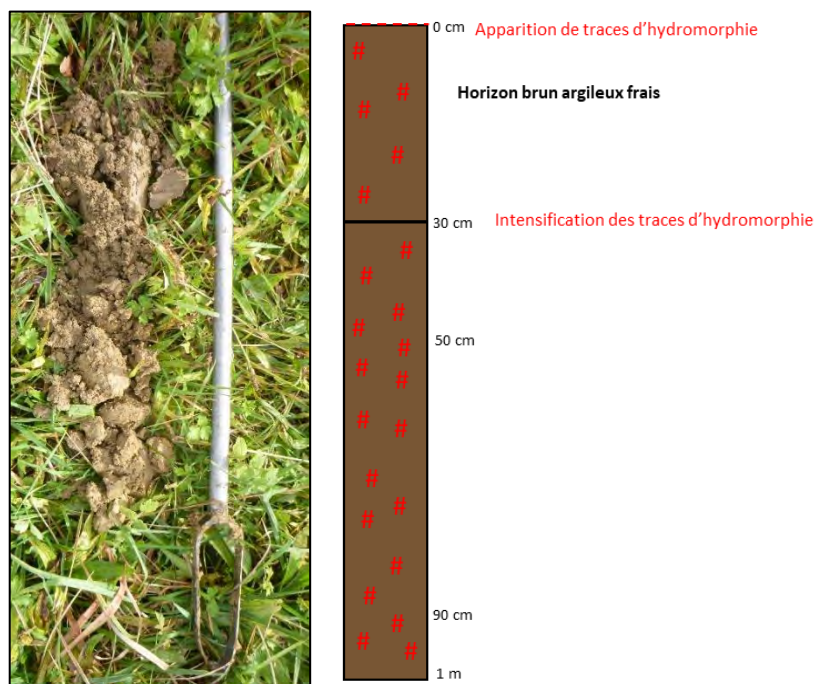 0 cm
Apparition de traces d'hydromorphie
#
#
Horizon brun argileux frais
#
#
#
30 cm
Intensification des traces d'hydromorphie
#
#
#
#
50 cm
#
#
#
#
#
#
#
#
#
#
90 cm
#
#
#
1 m